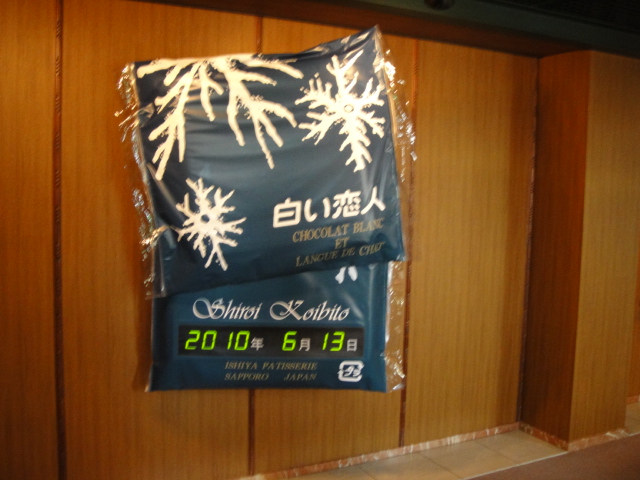 白い恋人
CHOCOLAT BLANC
ET
LANGUE DE CHAT
Shiroi Koibito
2010年 6月 13日
ISHIYA PATISSERIE
SAPPORO JAPAN